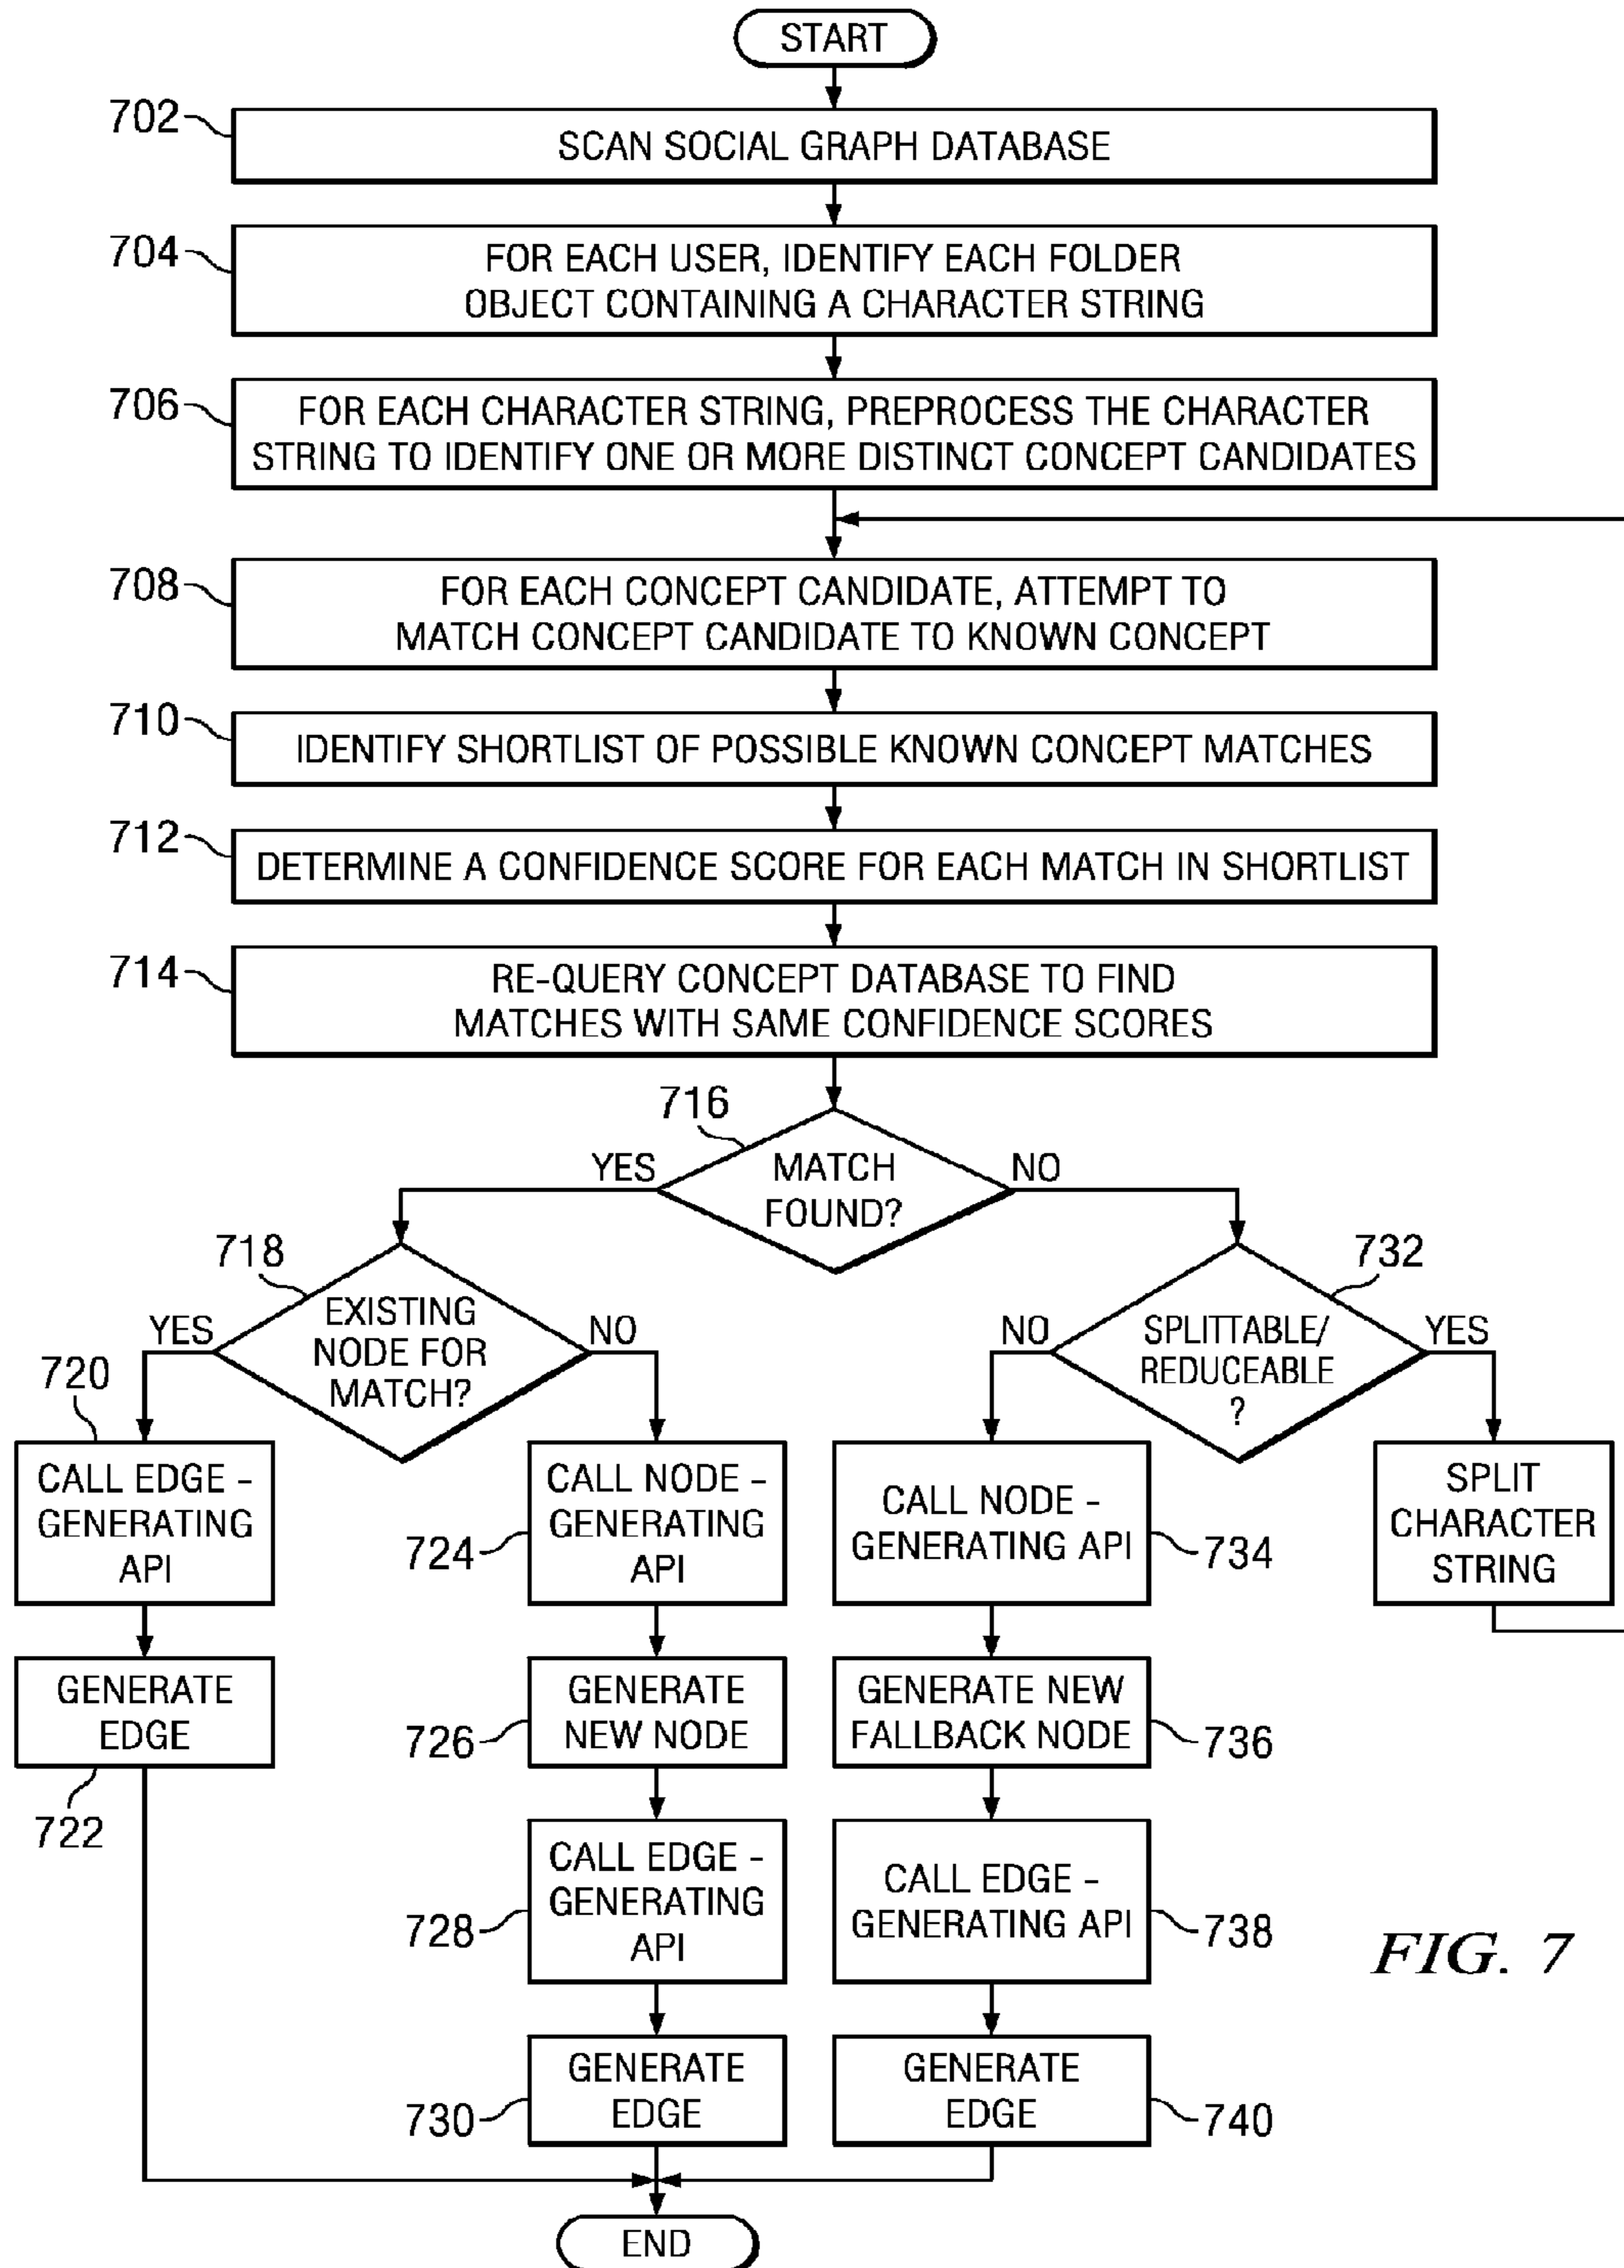 START
702
SCAN SOCIAL GRAPH DATABASE
704
FOR EACH USER, IDENTIFY EACH FOLDER
OBJECT CONTAINING A CHARACTER STRING
706
FOR EACH CHARACTER STRING, PREPROCESS THE CHARACTER
STRING TO IDENTIFY ONE OR MORE DISTINCT CONCEPT CANDIDATES
708
FOR EACH CONCEPT CANDIDATE, ATTEMPT TO
MATCH CONCEPT CANDIDATE TO KNOWN CONCEPT
710
IDENTIFY SHORTLIST OF POSSIBLE KNOWN CONCEPT MATCHES
712
DETERMINE A CONFIDENCE SCORE FOR EACH MATCH IN SHORTLIST
714
RE-QUERY CONCEPT DATABASE TO FIND
MATCHES WITH SAME CONFIDENCE SCORES
716
YES
MATCH
FOUND?
NO
718
YES
EXISTING
NODE FOR
MATCH?
NO
732
NO
SPLITTABLE/
REDUCEABLE
?
YES
720
CALL EDGE -
GENERATING
API
GENERATE
EDGE
722
724
CALL NODE -
GENERATING
API
726
GENERATE
NEW NODE
728
CALL EDGE -
GENERATING
API
730
GENERATE
EDGE
CALL NODE -
GENERATING API
734
GENERATE NEW
FALLBACK NODE
736
CALL EDGE -
GENERATING API
738
GENERATE
EDGE
740
SPLIT
CHARACTER
STRING
FIG. 7
END